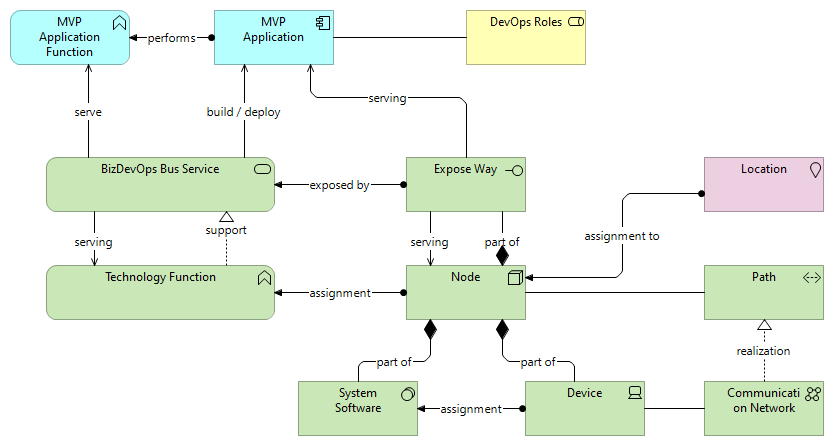 MVP
Application
Function
performs
MVP
Application
DevOps Roles
serve
build / deploy
serving
BizDevOps Bus Service
exposed by
Expose Way
Location
serving
support
serving
part of
assignment to
Technology Function
assignment
Node
Path
part of
part of
realization
System
Software
assignment
Device
Communicati
on Network